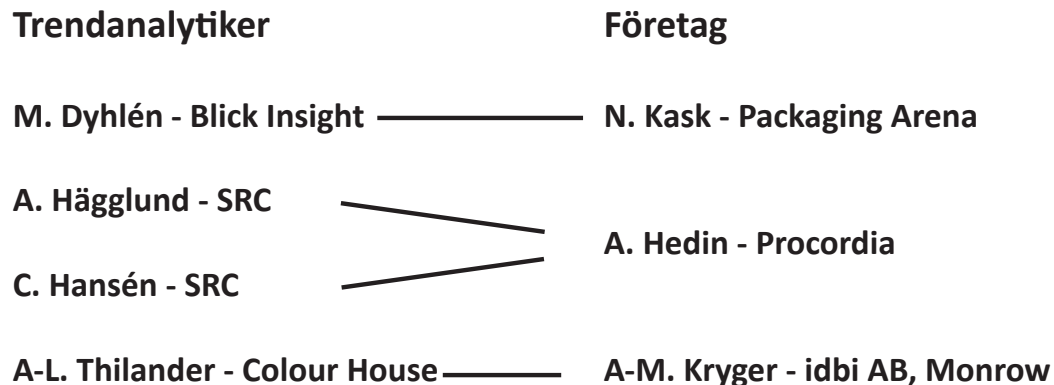 Trendanalytiker Företag
M. Dyhlén - Blick Insight N. Kask - Packaging Arena
A. Hägglund - SRC
A. Hedin - Procordia
C. Hansén - SRC
A-L. Thilander - Colour House A-M. Kryger - idbi AB, Monrow